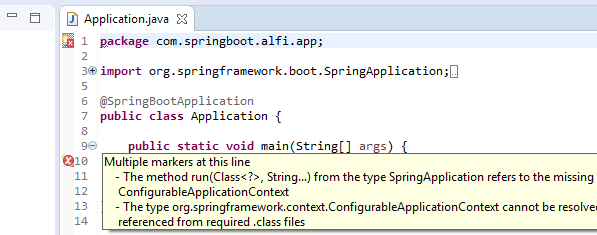 Application.java
1 package com.springboot.alfi.app;
2
3 import org.springframework.boot.SpringApplication;
5
6 @SpringBootApplication
7 public class Application {
8
9 public static void main(String[] args) {
10 Multiple markers at this line
11 - The method run(Class<?>, String...) from the type SpringApplication refers to the missing
12 ConfigurableApplicationContext
13 - The type org.springframework.context.ConfigurableApplicationContext cannot be resolved
14 referenced from required .class files